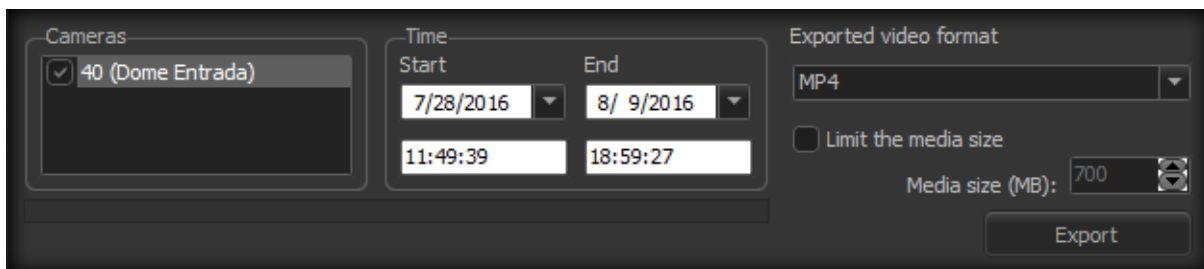 Cameras
40 (Dome Entrada)
Time
Start End
7/28/2016 8/ 9/2016
11:49:39 18:59:27
Exported video format
MP4
Limit the media size
Media size (MB): 700
Export